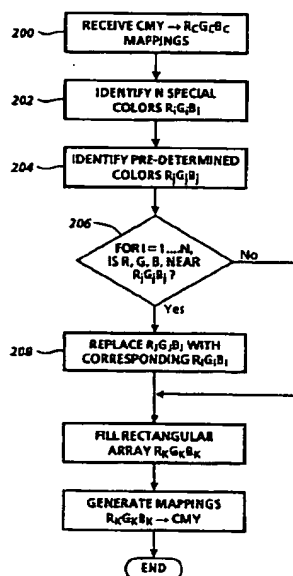 200
RECEIVE CMY → RCGCBC
MAPPINGS
202
IDENTIFY N SPECIAL
COLORS RiGiBi
204
IDENTIFY PRE-DETERMINED
COLORS RjGjBj
206
FOR I = 1....N,
IS R, G, B, NEAR
RjGjBj ?
No
Yes
208
REPLACE RjGjBj WITH
CORRESPONDING RiGiBi
FILL RECTANGULAR
ARRAY RKGKBK
GENERATE MAPPINGS
RKGKBK → CMY
END